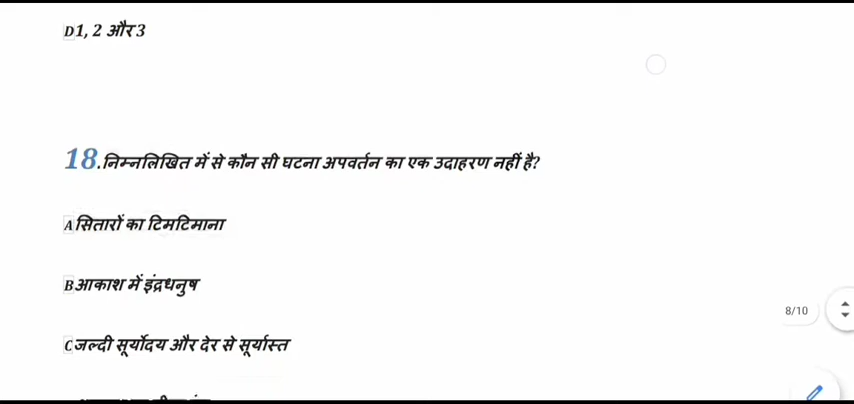 D1, 2 और 3
18.निम्नलिखित में से कौन सी घटना अपवर्तन का एक उदाहरण नहीं है?
A सितारों का टिमटिमाना
B आकाश में इंद्रधनुष
8/10
C जल्दी सूर्योदय और देर से सूर्यास्त